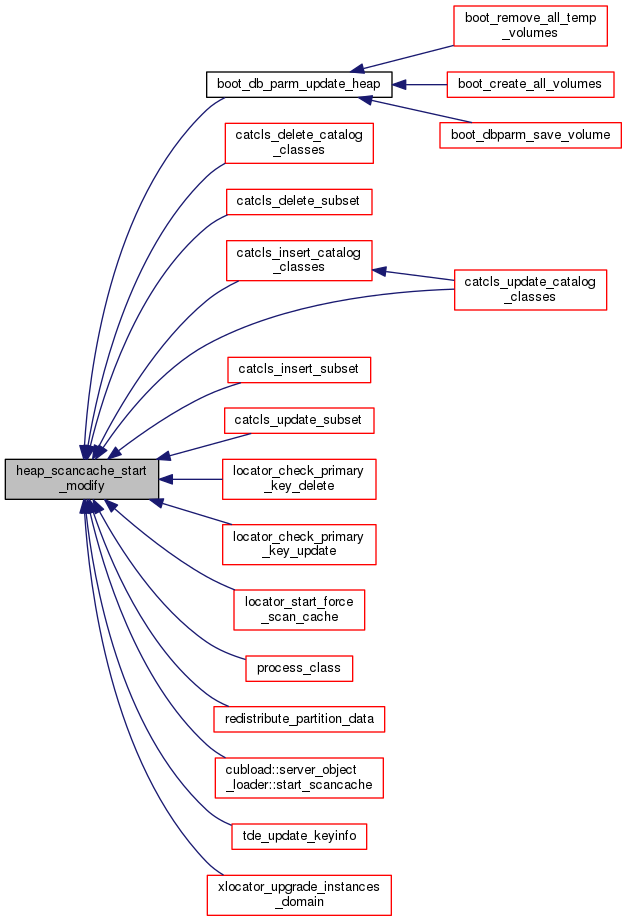 boot_remove_all_temp
_volumes
boot_db_parm_update_heap
boot_create_all_volumes
boot_dbparm_save_volume
catcls_delete_catalog
_classes
catcls_delete_subset
catcls_insert_catalog
_classes
catcls_update_catalog
_classes
catcls_insert_subset
catcls_update_subset
heap_scancache_start
_modify
locator_check_primary
_key_delete
locator_check_primary
_key_update
locator_start_force
_scan_cache
process_class
redistribute_partition_data
cubload::server_object
_loader::start_scancache
tde_update_keyinfo
xlocator_upgrade_instances
_domain